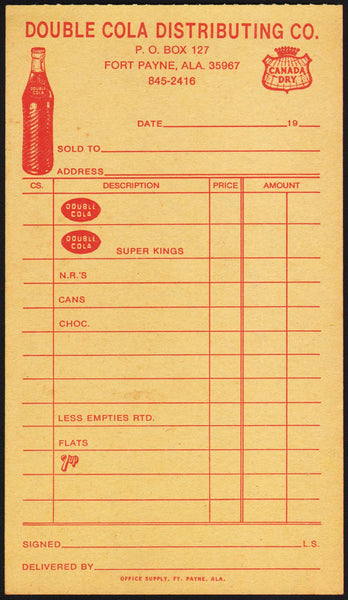 DOUBLE COLA DISTRIBUTING CO.
P. O. BOX 127
FORT PAYNE, ALA. 35967
845-2416
DOUBLE COLA
CANADA DRY
DATE 19
SOLD TO
ADDRESS
CS. DESCRIPTION PRICE AMOUNT
DOUBLE COLA
DOUBLE COLA SUPER KINGS
N.R.'S
CANS
CHOC.
LESS EMPTIES RTD.
FLATS
SIGNED L.S.
DELIVERED BY
OFFICE SUPPLY, FT. PAYNE, ALA.